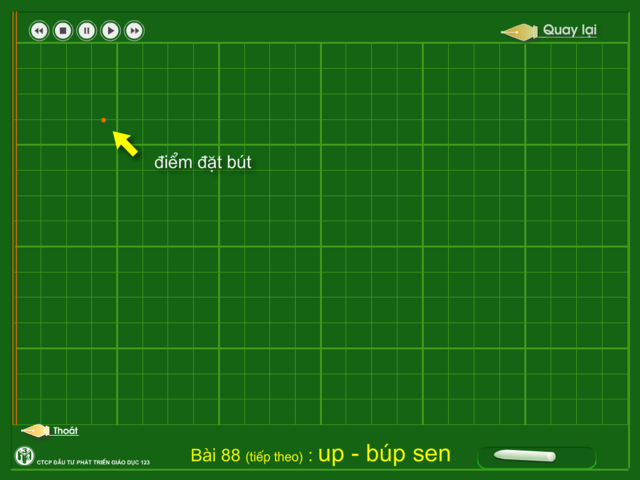 Quay lại
điểm đặt bút
Thoát
CTCP ĐẦU TƯ PHÁT TRIỂN GIÁO DỤC 123
Bài 88 (tiếp theo) : up - búp sen